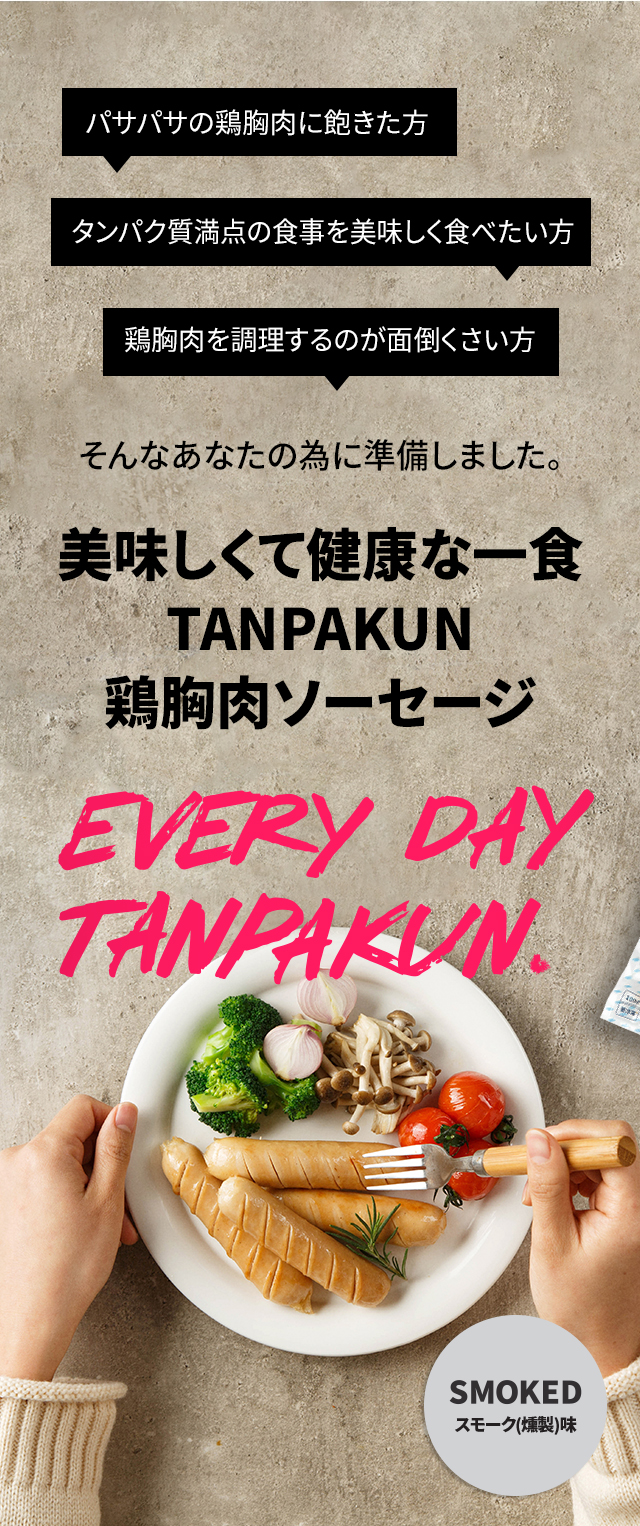 パサパサの鶏胸肉に飽きた方
タンパク質満点の食事を美味しく食べたい方
鶏胸肉を調理するのが面倒くさい方
そんなあなたの為に準備しました。
美味しくて健康な一食
TANPAKUN
鶏胸肉ソーセージ
EVERY DAY
TANPAKUN.
SMOKED
スモーク(燻製)味